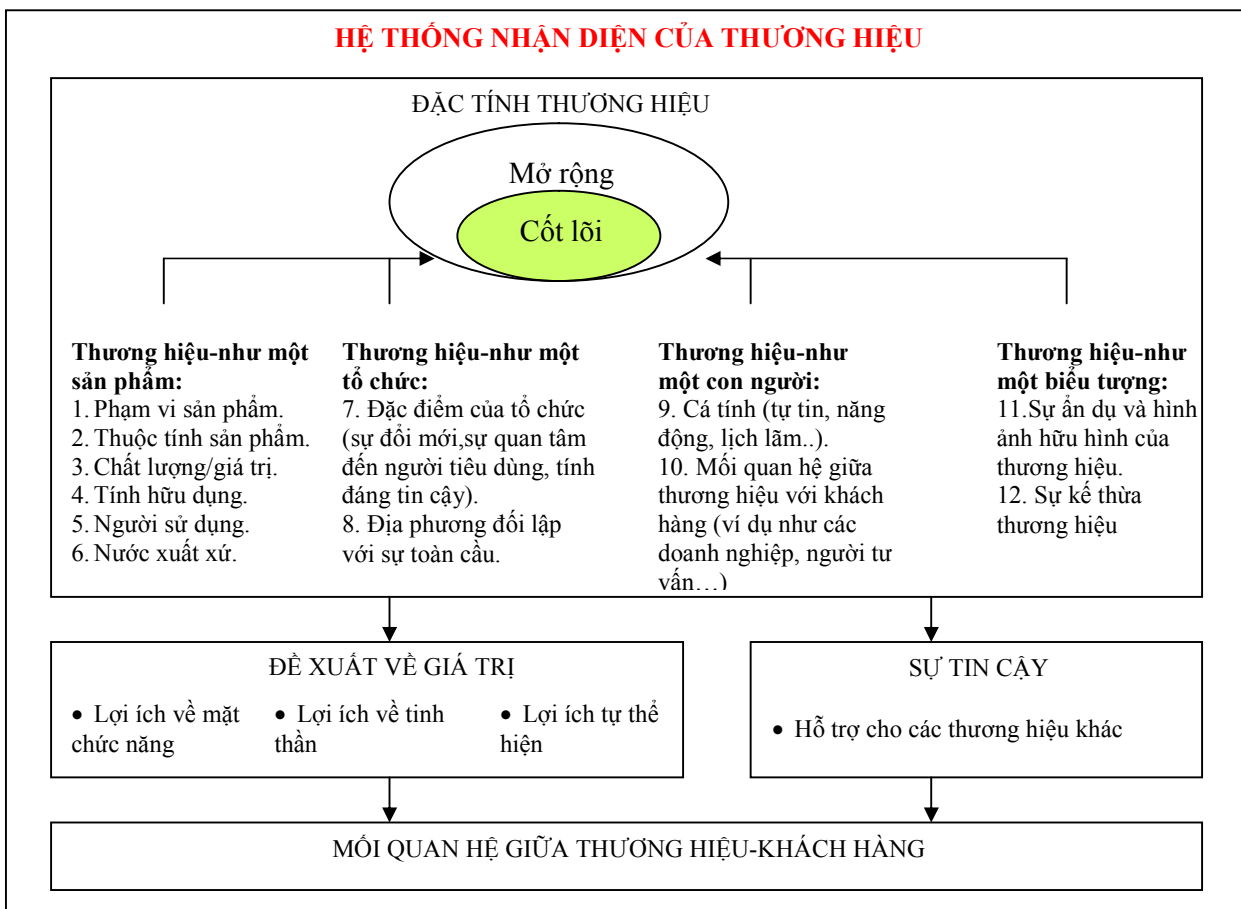 HỆ THỐNG NHẬN DIỆN CỦA THƯƠNG HIỆU
ĐẶC TÍNH THƯƠNG HIỆU
Mở rộng
Cốt lõi
Thương hiệu-như một
sản phẩm:
1. Phạm vi sản phẩm.
2. Thuộc tính sản phẩm.
3. Chất lượng/giá trị.
4. Tính hữu dụng.
5. Người sử dụng.
6. Nước xuất xứ.
Thương hiệu-như một
tổ chức:
7. Đặc điểm của tổ chức
(sự đổi mới,sự quan tâm
đến người tiêu dùng, tính
đáng tin cậy).
8. Địa phương đối lập
với sự toàn cầu.
Thương hiệu-như
một con người:
9. Cá tính (tự tin, năng
động, lịch lãm..).
10. Mối quan hệ giữa
thương hiệu với khách
hàng (ví dụ như các
doanh nghiệp, người tư
vấn…)
Thương hiệu-như
một biểu tượng:
11.Sự ẩn dụ và hình
ảnh hữu hình của
thương hiệu.
12. Sự kế thừa
thương hiệu
ĐỀ XUẤT VỀ GIÁ TRỊ
• Lợi ích về mặt
chức năng
• Lợi ích về tinh
thần
• Lợi ích tự thể
hiện
SỰ TIN CẬY
• Hỗ trợ cho các thương hiệu khác
MỐI QUAN HỆ GIỮA THƯƠNG HIỆU-KHÁCH HÀNG